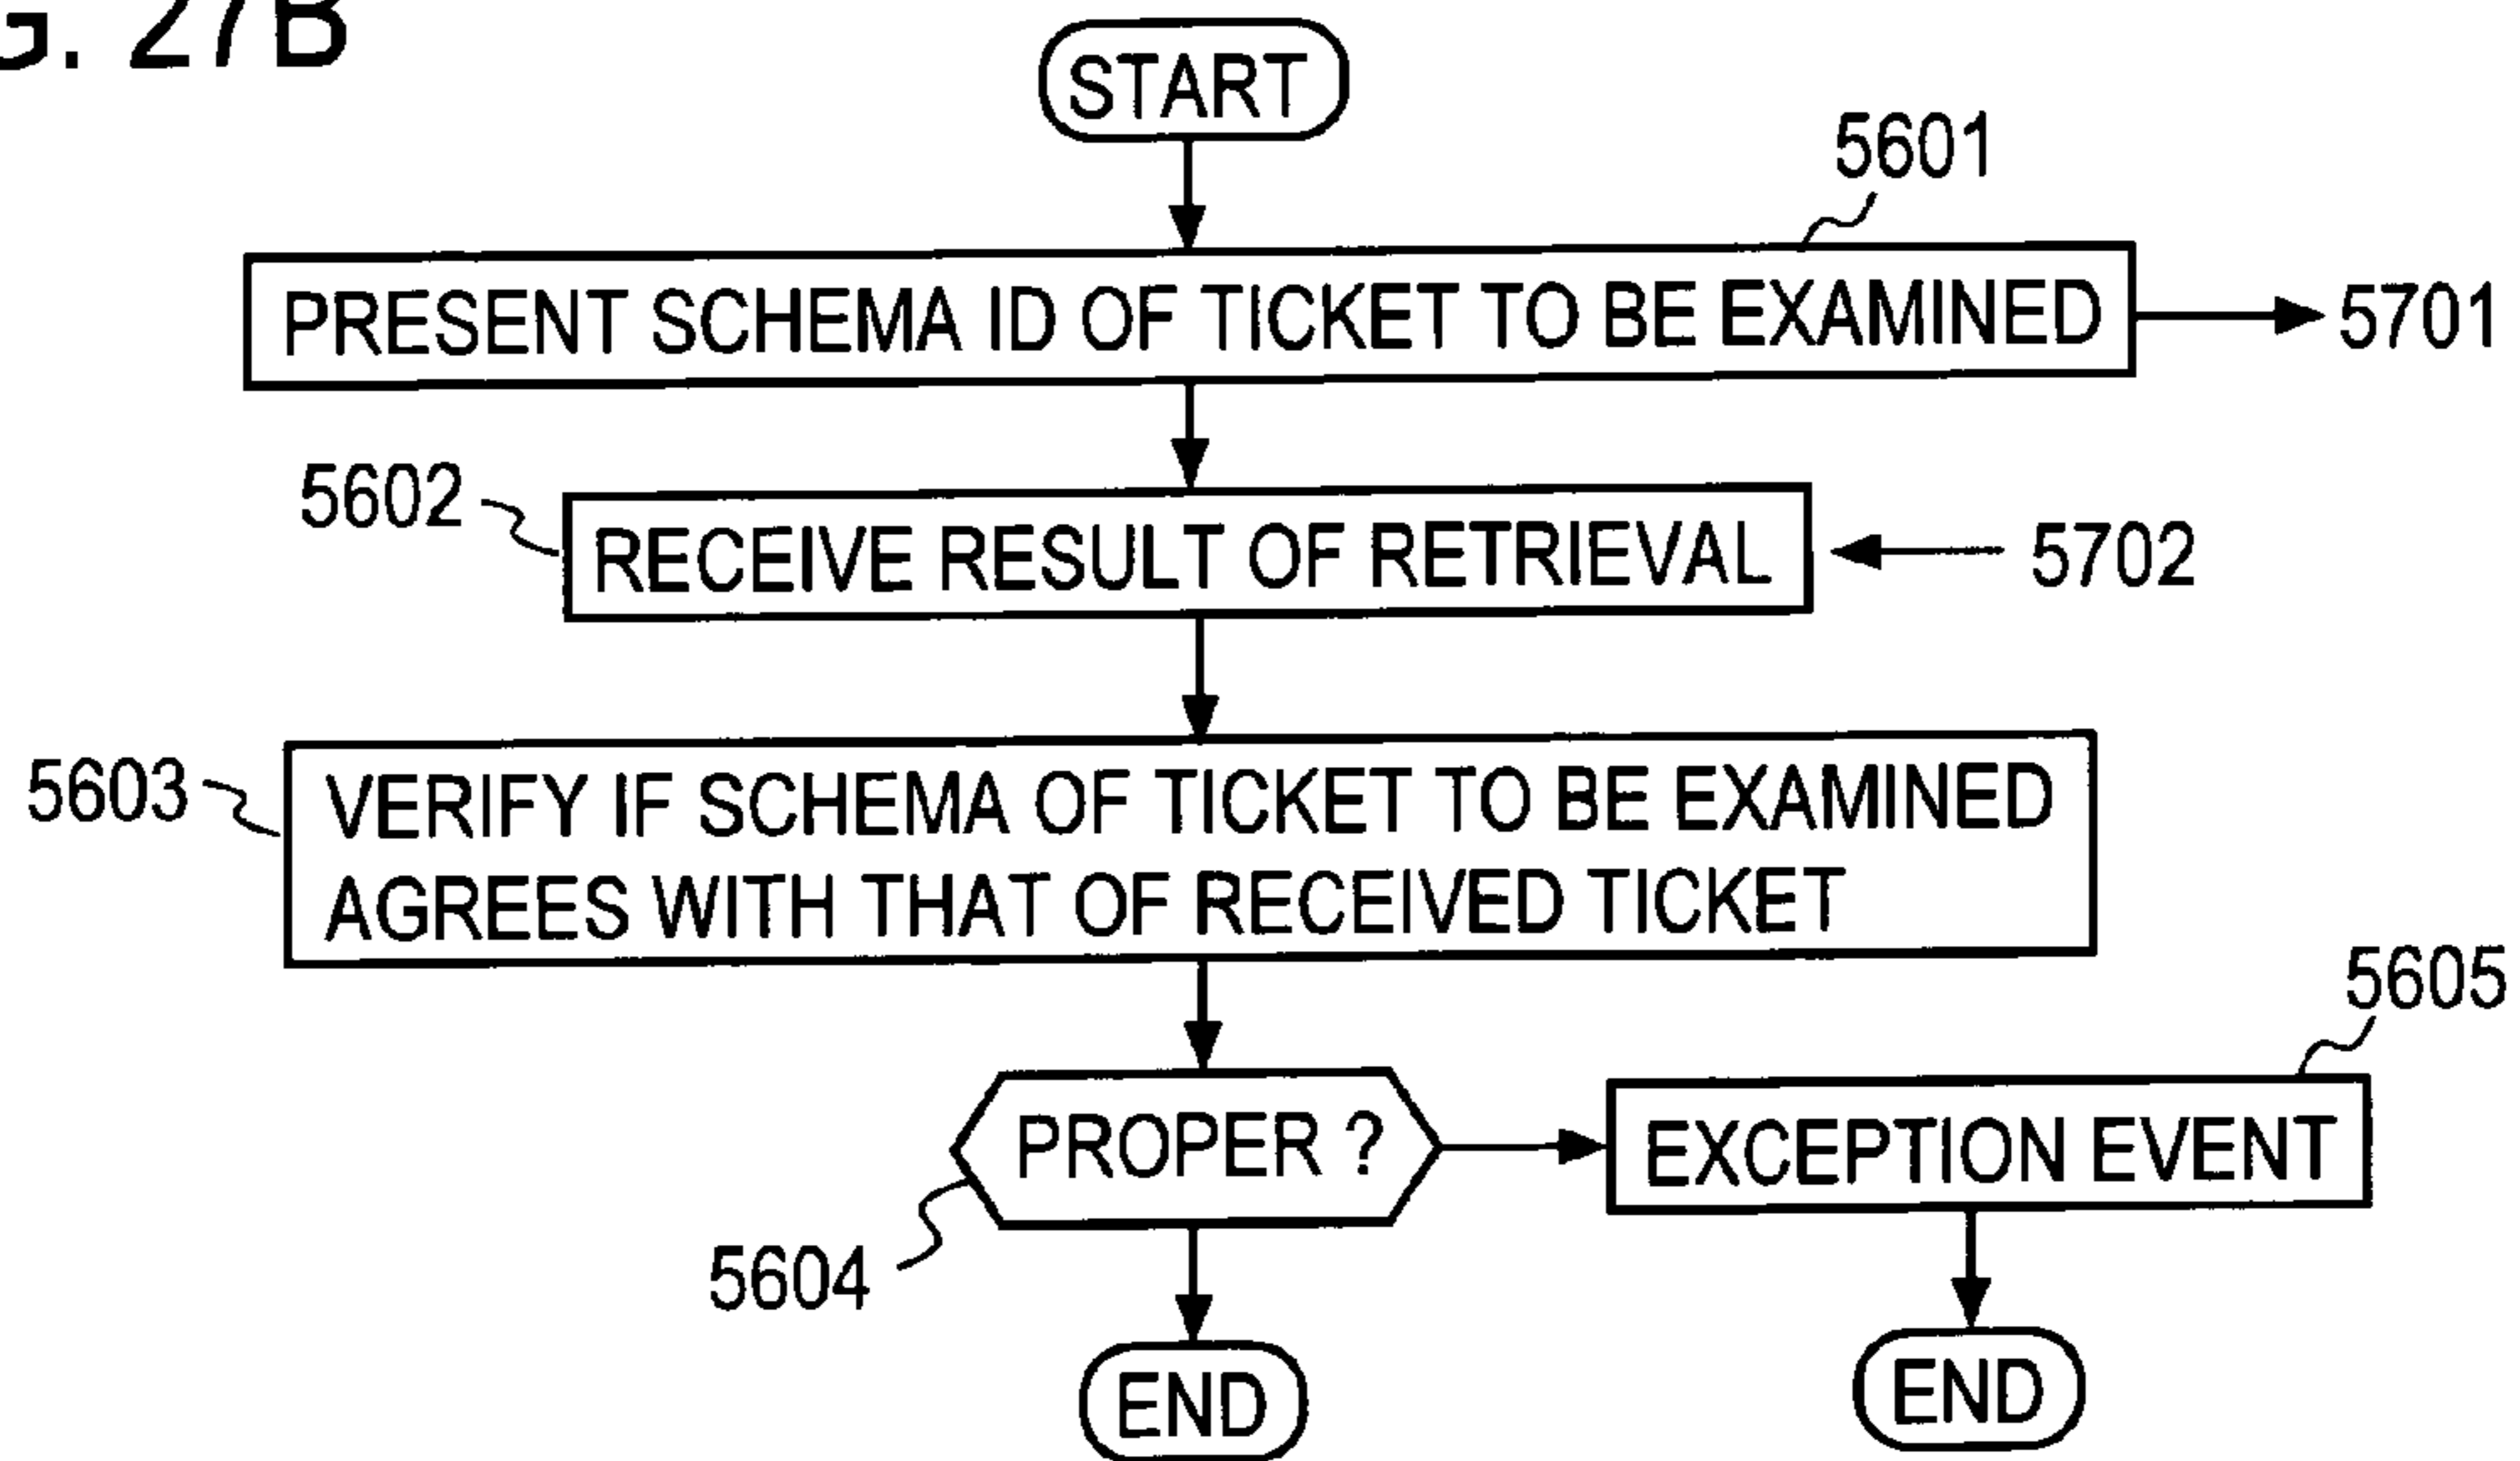 G. 27B
START
5601
PRESENT SCHEMA ID OF TICKET TO BE EXAMINED
5701
5602
RECEIVE RESULT OF RETRIEVAL
5702
5603
VERIFY IF SCHEMA OF TICKET TO BE EXAMINED
AGREES WITH THAT OF RECEIVED TICKET
5605
PROPER ?
EXCEPTION EVENT
5604
END
END